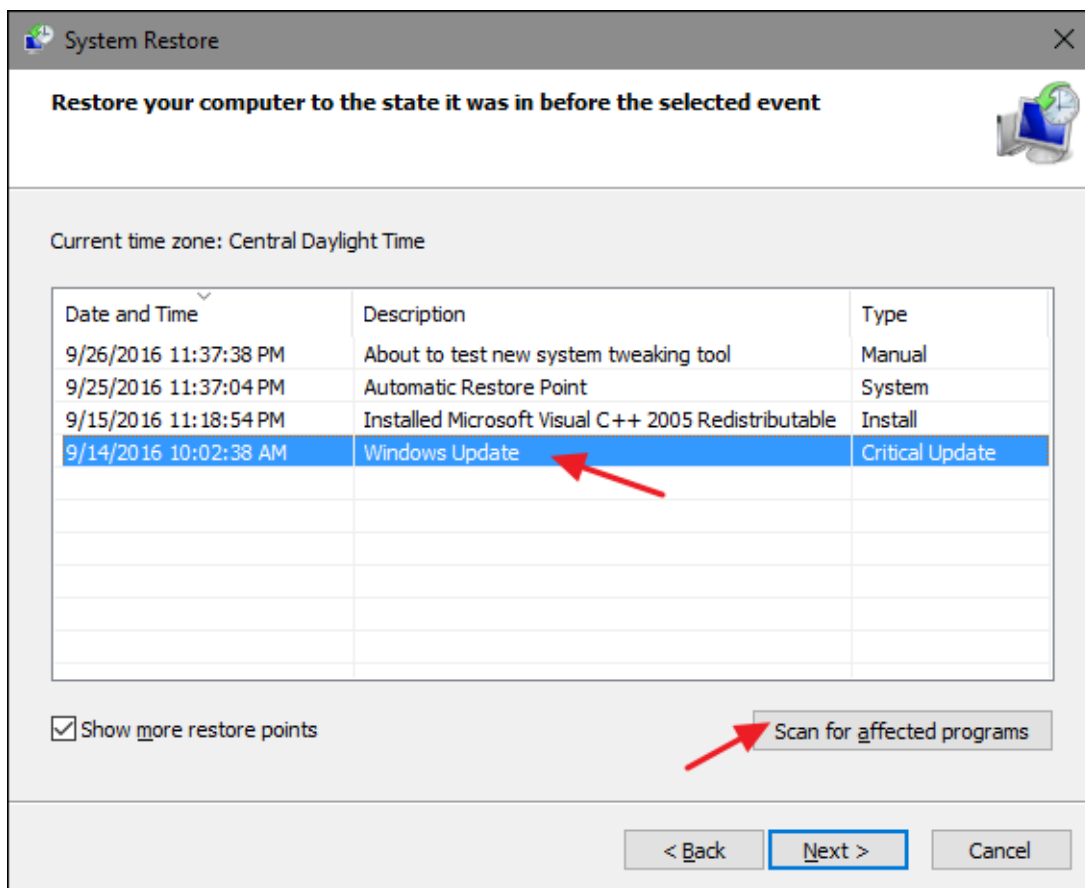 System Restore
Restore your computer to the state it was in before the selected event
Current time zone: Central Daylight Time
Date and Time Description Type
9/26/2016 11:37:38 PM About to test new system tweaking tool Manual
9/25/2016 11:37:04 PM Automatic Restore Point System
9/15/2016 11:18:54 PM Installed Microsoft Visual C++ 2005 Redistributable Install
9/14/2016 10:02:38 AM Windows Update Critical Update
Show more restore points Scan for affected programs
< Back Next > Cancel